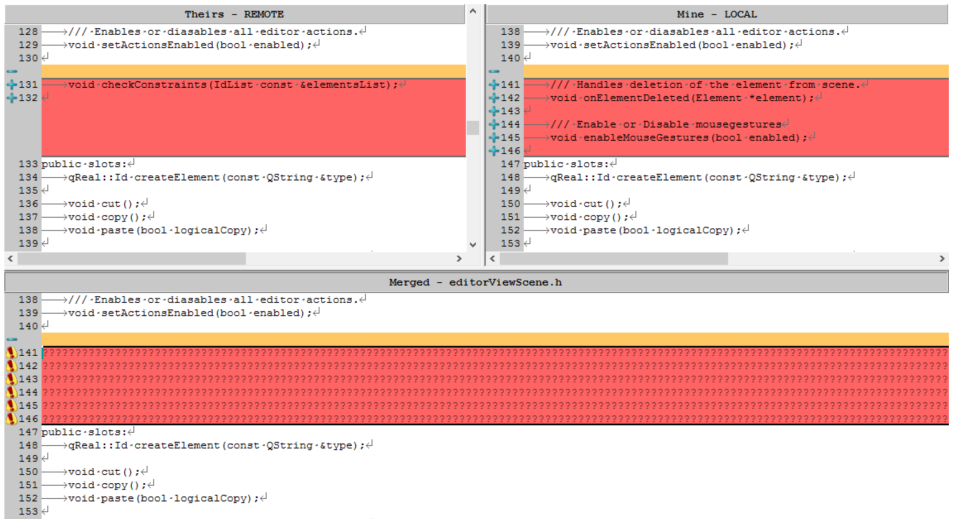 Theirs - REMOTE
128 /// Enables or diasables all editor actions.
129 void setActionsEnabled(bool enabled);
130
131 void checkConstraints(IdList const &elementsList);
132
133 public slots:
134 qReal::Id createElement(const QString &type);
135
136 void cut();
137 void copy();
138 void paste(bool logicalCopy);
139
Mine - LOCAL
138 /// Enables or diasables all editor actions.
139 void setActionsEnabled(bool enabled);
140
141 /// Handles deletion of the element from scene.
142 void onElementDeleted(Element *element);
143
144 /// Enable or Disable mousegestures
145 void enableMouseGestures(bool enabled);
146
147 public slots:
148 qReal::Id createElement(const QString &type);
149
150 void cut();
151 void copy();
152 void paste(bool logicalCopy);
153
Merged - editorViewScene.h
138 /// Enables or diasables all editor actions.
139 void setActionsEnabled(bool enabled);
140
141
142
143
144
145
146
147 public slots:
148 qReal::Id createElement(const QString &type);
149
150 void cut();
151 void copy();
152 void paste(bool logicalCopy);
153